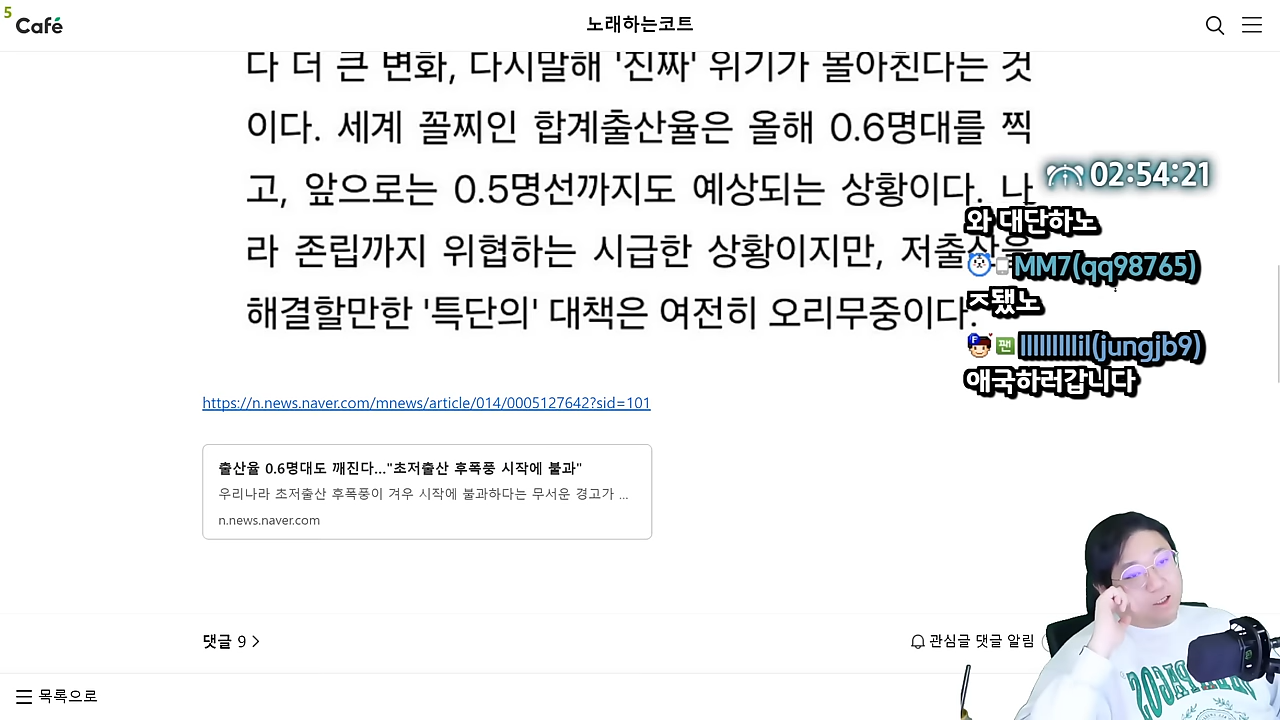 5
Café
노래하는코트
다 더 큰 변화, 다시말해 '진짜' 위기가 몰아친다는 것
이다. 세계 꼴찌인 합계출산율은 올해 0.6명대를 찍
고, 앞으로는 0.5명선까지도 예상되는 상황이다. 나
라 존립까지 위협하는 시급한 상황이지만, 저출산을
해결할만한 '특단의' 대책은 여전히 오리무중이다.
02:54:21
와 대단하노
MM7(qq98765)
ㅈ됐노
F 팬 lllllllllil(jungjb9)
애국하러갑니다
https://n.news.naver.com/mnews/article/014/0005127642?sid=101
출산율 0.6명대도 깨진다..."초저출산 후폭풍 시작에 불과"
우리나라 초저출산 후폭풍이 겨우 시작에 불과하다는 무서운 경고가 ...
n.news.naver.com
댓글 9
관심글 댓글 알림
목록으로